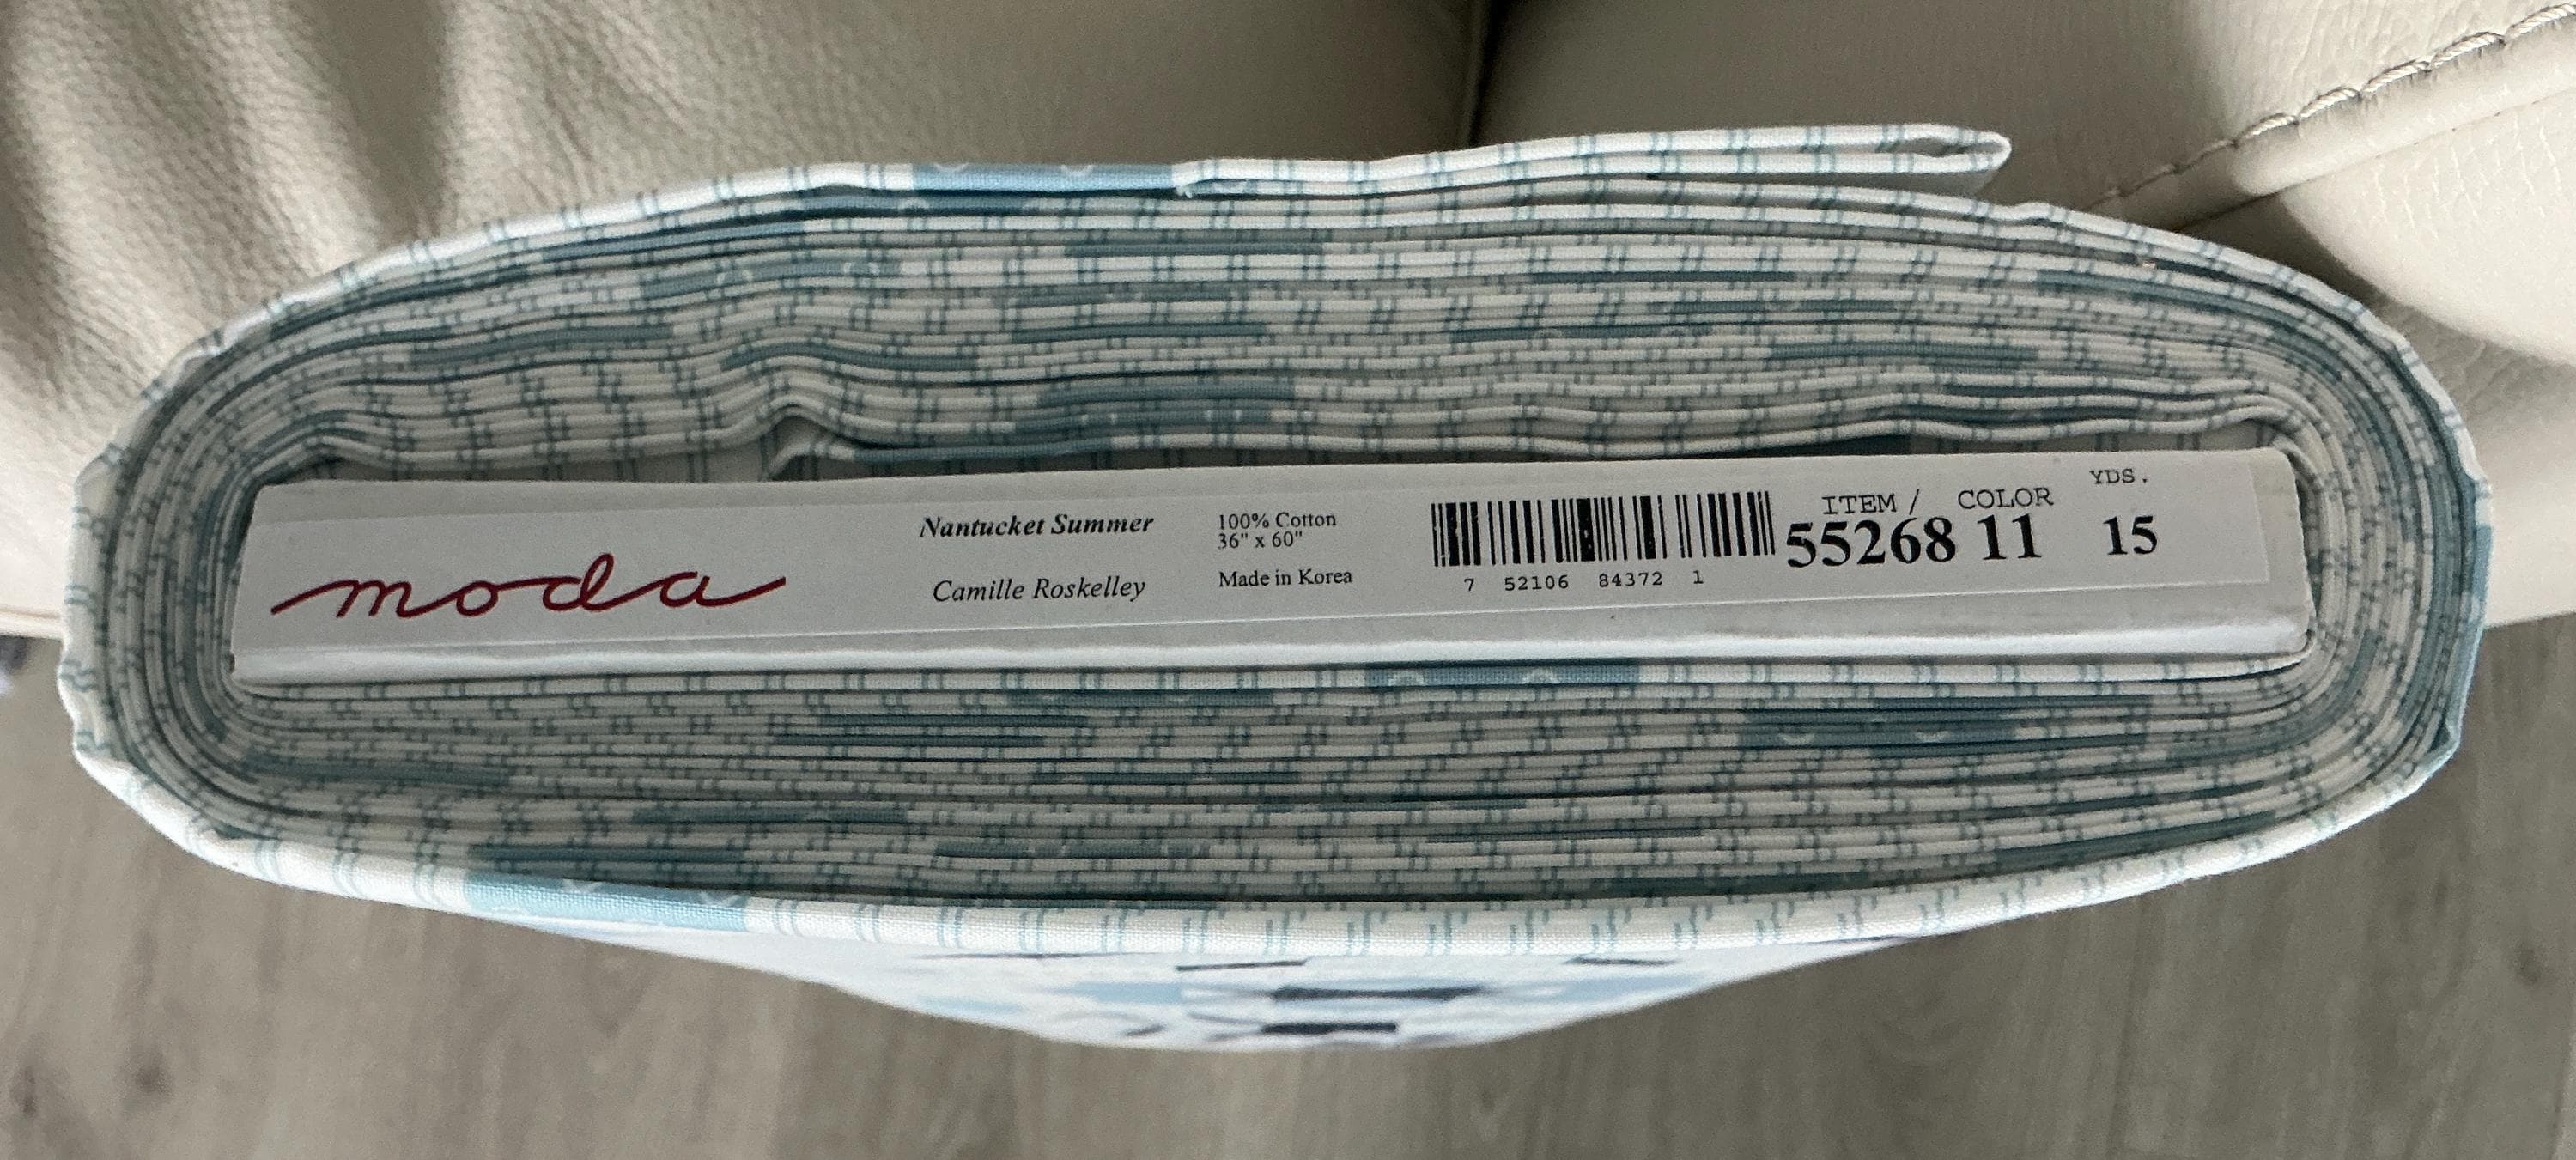 moda
Nantucket Summer
Camille Roskelley
100% Cotton
36" x 60"
Made in Korea
7 52106 84372 1
ITEM / COLOR
55268 11
YDS.
15